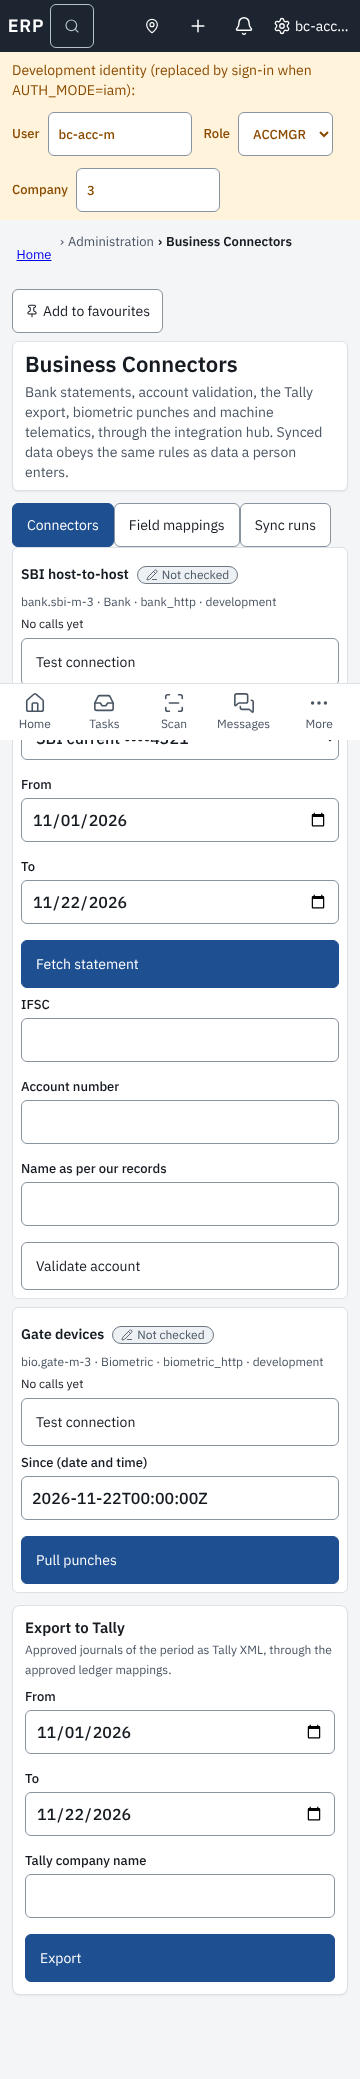 ERP
bc-acc...
Development identity (replaced by sign-in when
AUTH_MODE=iam):
User bc-acc-m Role ACCMGR
Company 3
Home › Administration › Business Connectors
Add to favourites
Business Connectors
Bank statements, account validation, the Tally
export, biometric punches and machine
telematics, through the integration hub. Synced
data obeys the same rules as data a person
enters.
Connectors Field mappings Sync runs
SBI host-to-host Not checked
bank.sbi-m-3 · Bank · bank_http · development
No calls yet
Test connection
Home Tasks Scan Messages More
From
11/01/2026
To
11/22/2026
Fetch statement
IFSC
Account number
Name as per our records
Validate account
Gate devices Not checked
bio.gate-m-3 · Biometric · biometric_http · development
No calls yet
Test connection
Since (date and time)
2026-11-22T00:00:00Z
Pull punches
Export to Tally
Approved journals of the period as Tally XML, through the
approved ledger mappings.
From
11/01/2026
To
11/22/2026
Tally company name
Export